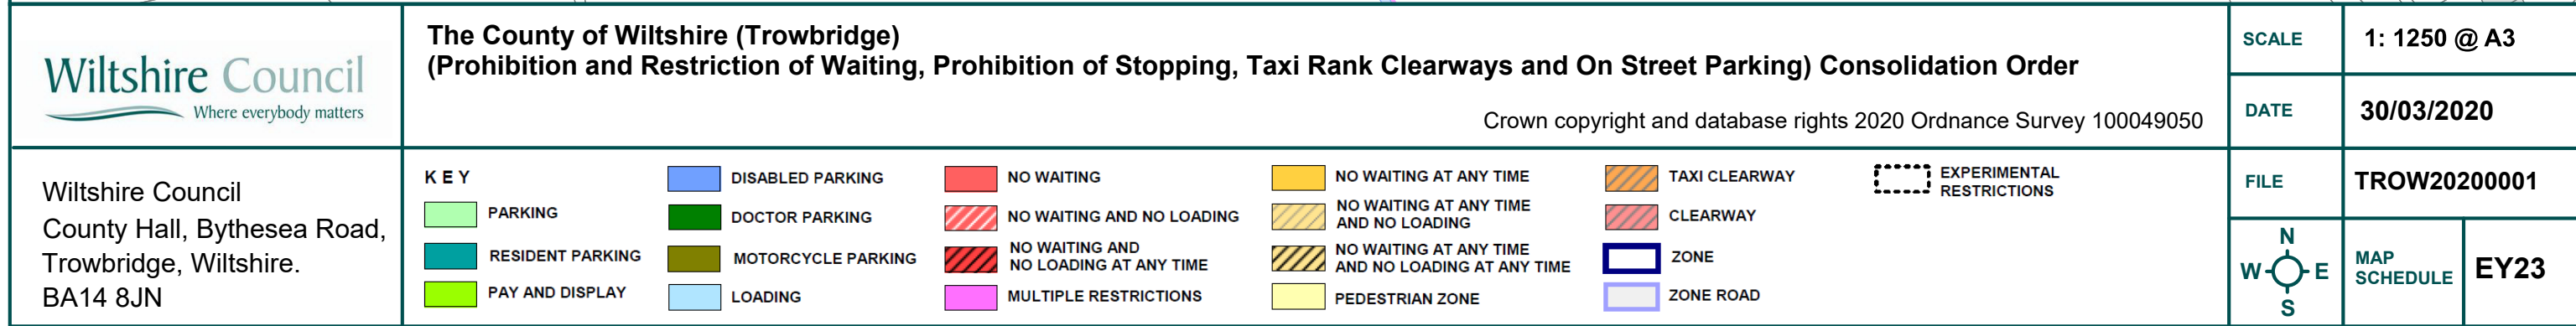 Wiltshire Council
Where everybody matters
Wiltshire Council
County Hall, Bythesea Road,
Trowbridge, Wiltshire.
BA14 8JN
The County of Wiltshire (Trowbridge)
(Prohibition and Restriction of Waiting, Prohibition of Stopping, Taxi Rank Clearways and On Street Parking) Consolidation Order
Crown copyright and database rights 2020 Ordnance Survey 100049050
KEY
PARKING
RESIDENT PARKING
PAY AND DISPLAY
DISABLED PARKING
DOCTOR PARKING
MOTORCYCLE PARKING
LOADING
NO WAITING
NO WAITING AND NO LOADING
NO WAITING AND
NO LOADING AT ANY TIME
MULTIPLE RESTRICTIONS
NO WAITING AT ANY TIME
NO WAITING AT ANY TIME
AND NO LOADING
NO WAITING AT ANY TIME
AND NO LOADING AT ANY TIME
PEDESTRIAN ZONE
TAXI CLEARWAY
CLEARWAY
ZONE
ZONE ROAD
EXPERIMENTAL
RESTRICTIONS
SCALE
1: 1250 @ A3
DATE
30/03/2020
FILE
TROW20200001
N
W E
S
MAP
SCHEDULE
EY23